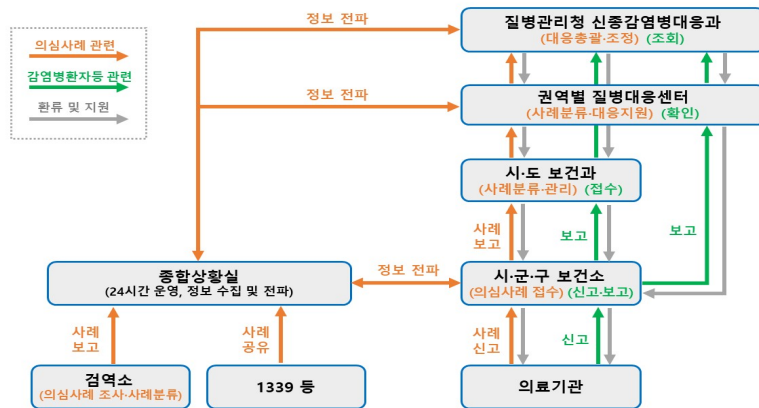 의심사례 관련
감염병환자등 관련
환류 및 지원
정보 전파
질병관리청 신종감염병대응과
(대응총괄·조정) (조회)
정보 전파
권역별 질병대응센터
(사례분류·대응지원) (확인)
시·도 보건과
(사례분류·관리) (접수)
사례
보고
보고
보고
종합상황실
(24시간 운영, 정보 수집 및 전파)
정보 전파
시·군·구 보건소
(의심사례 접수) (신고·보고)
사례
보고
사례
공유
사례
신고
신고
검역소
(의심사례 조사·사례분류)
1339 등
의료기관